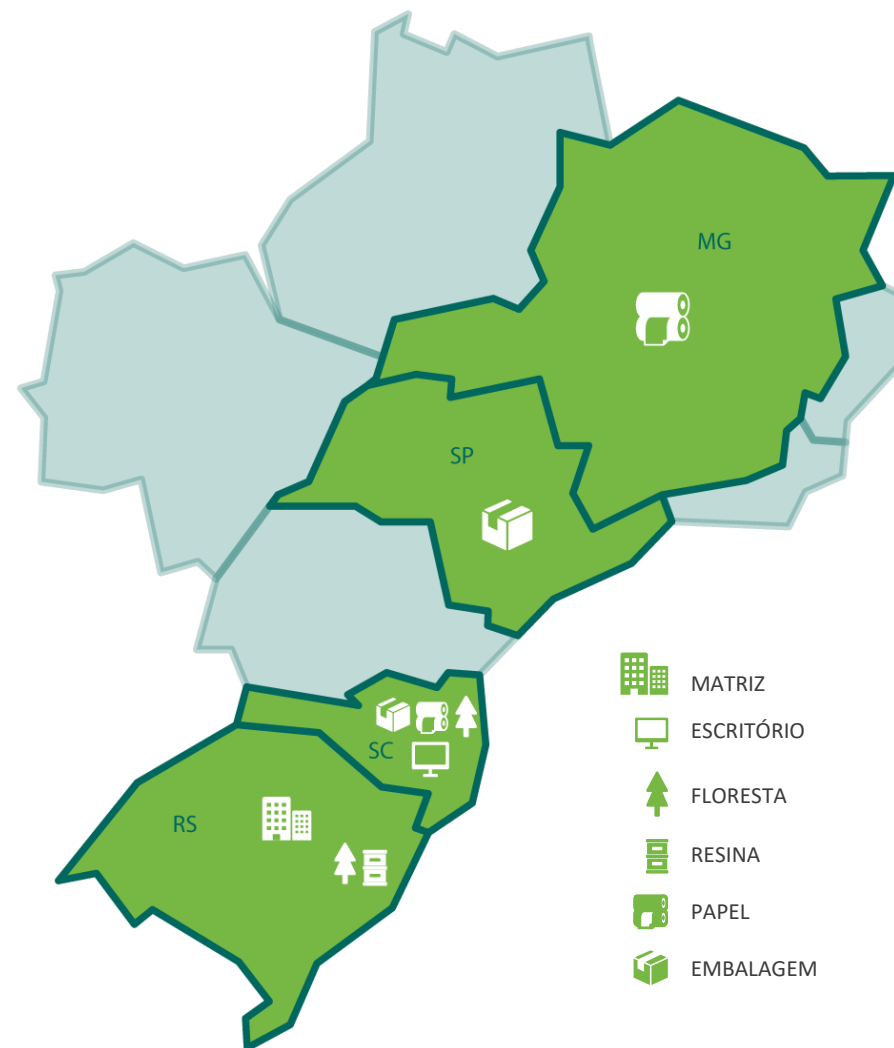 MG
SP
SC
RS
MATRIZ
ESCRITÓRIO
FLORESTA
RESINA
PAPEL
EMBALAGEM